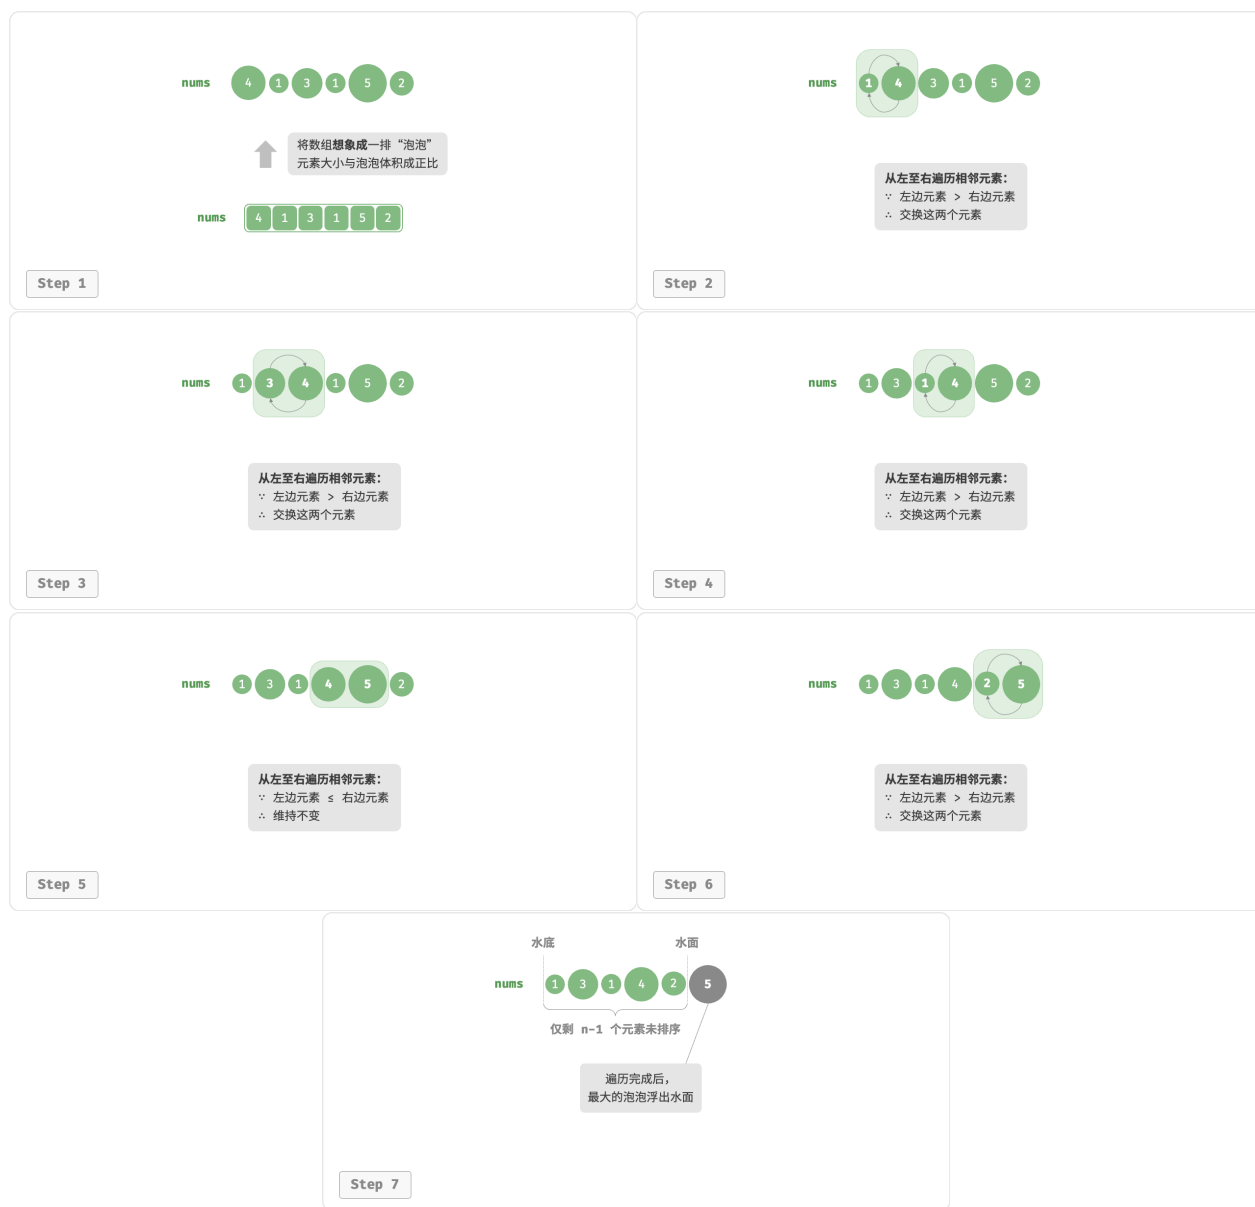 nums 4 1 3 1 5 2
将数组想象成一排“泡泡”
元素大小与泡泡体积成正比
nums 4 1 3 1 5 2
Step 1
nums 1 4 3 1 5 2
从左至右遍历相邻元素：
∵ 左边元素 > 右边元素
∴ 交换这两个元素
Step 2
nums 1 3 4 1 5 2
从左至右遍历相邻元素：
∵ 左边元素 > 右边元素
∴ 交换这两个元素
Step 3
nums 1 3 1 4 5 2
从左至右遍历相邻元素：
∵ 左边元素 > 右边元素
∴ 交换这两个元素
Step 4
nums 1 3 1 4 5 2
从左至右遍历相邻元素：
∵ 左边元素 ≤ 右边元素
∴ 维持不变
Step 5
nums 1 3 1 4 2 5
从左至右遍历相邻元素：
∵ 左边元素 > 右边元素
∴ 交换这两个元素
Step 6
水底 水面
nums 1 3 1 4 2 5
仅剩 n-1 个元素未排序
遍历完成后，
最大的泡泡浮出水面
Step 7